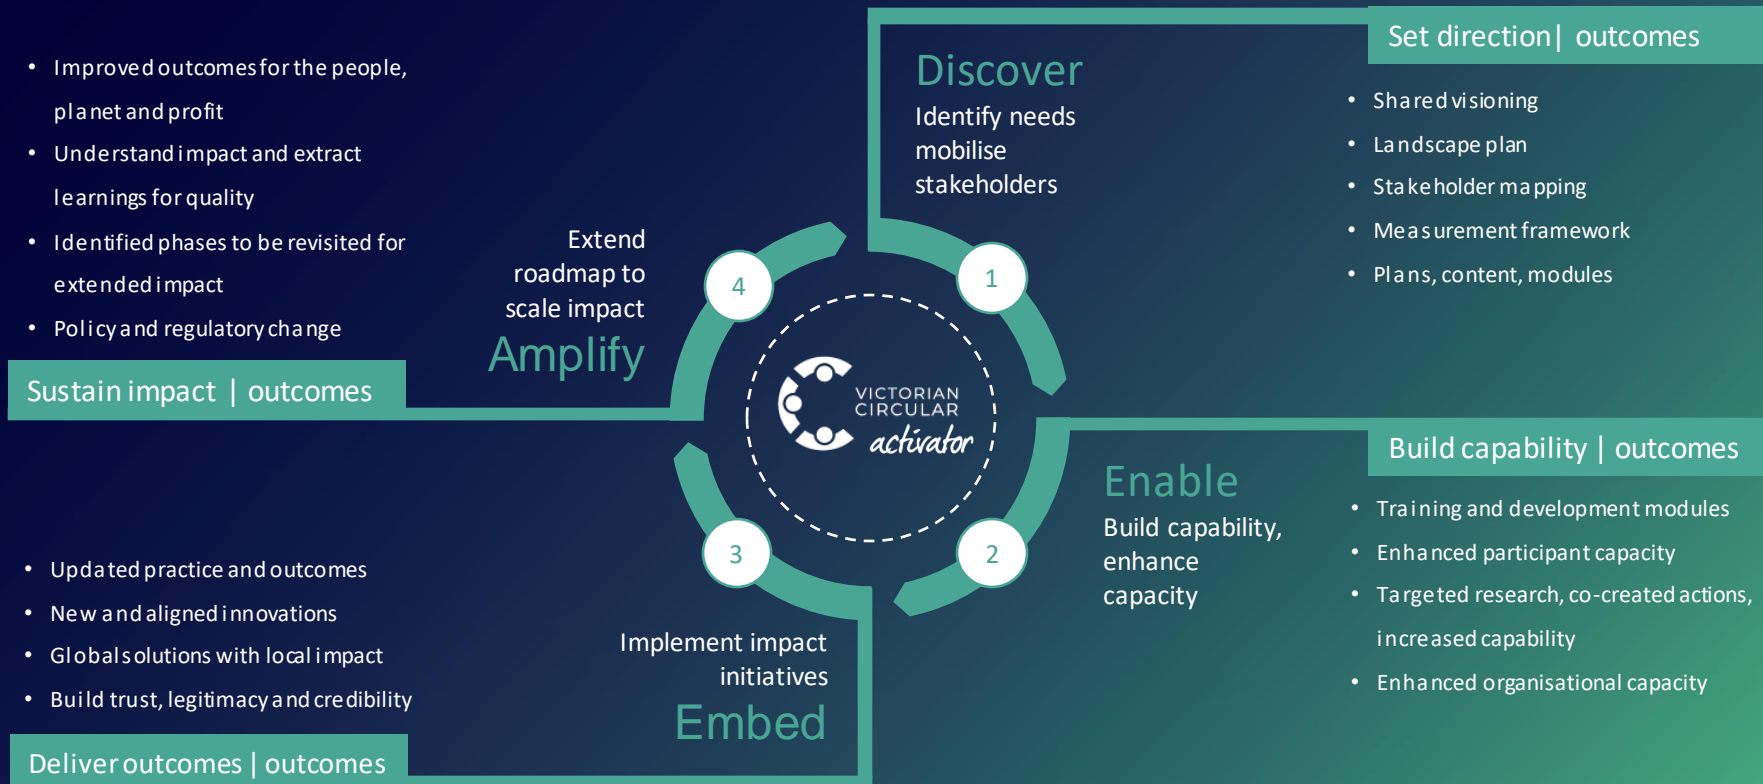 Discover
Identify needs
mobilise
stakeholders
1
Set direction| outcomes
• Shared visioning
• Landscape plan
• Stakeholder mapping
• Measurement framework
• Plans, content, modules
Enable
Build capability,
enhance
capacity
2
Build capability | outcomes
• Training and development modules
• Enhanced participant capacity
• Targeted research, co-created actions,
increased capability
• Enhanced organisational capacity
Implement impact
initiatives
Embed
3
• Updated practice and outcomes
• New and aligned innovations
• Global solutions with local impact
• Build trust, legitimacy and credibility
Deliver outcomes | outcomes
Extend
roadmap to
scale impact
Amplify
4
• Improved outcomes for the people,
planet and profit
• Understand impact and extract
learnings for quality
• Identified phases to be revisited for
extended impact
• Policy and regulatory change
Sustain impact | outcomes
VICTORIAN
CIRCULAR
activator